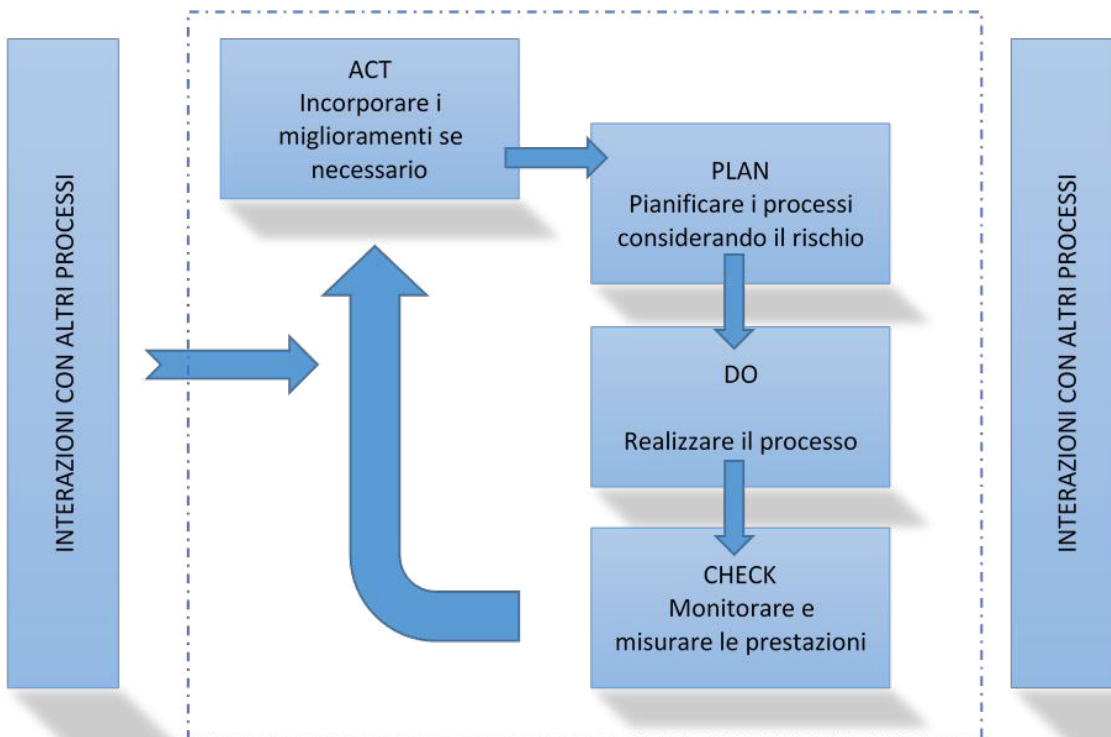 INTERAZIONI CON ALTRI PROCESSI
ACT
Incorporare i
miglioramenti se
necessario
PLAN
Pianificare i processi
considerando il rischio
DO
Realizzare il processo
CHECK
Monitorare e
misurare le prestazioni
INTERAZIONI CON ALTRI PROCESSI